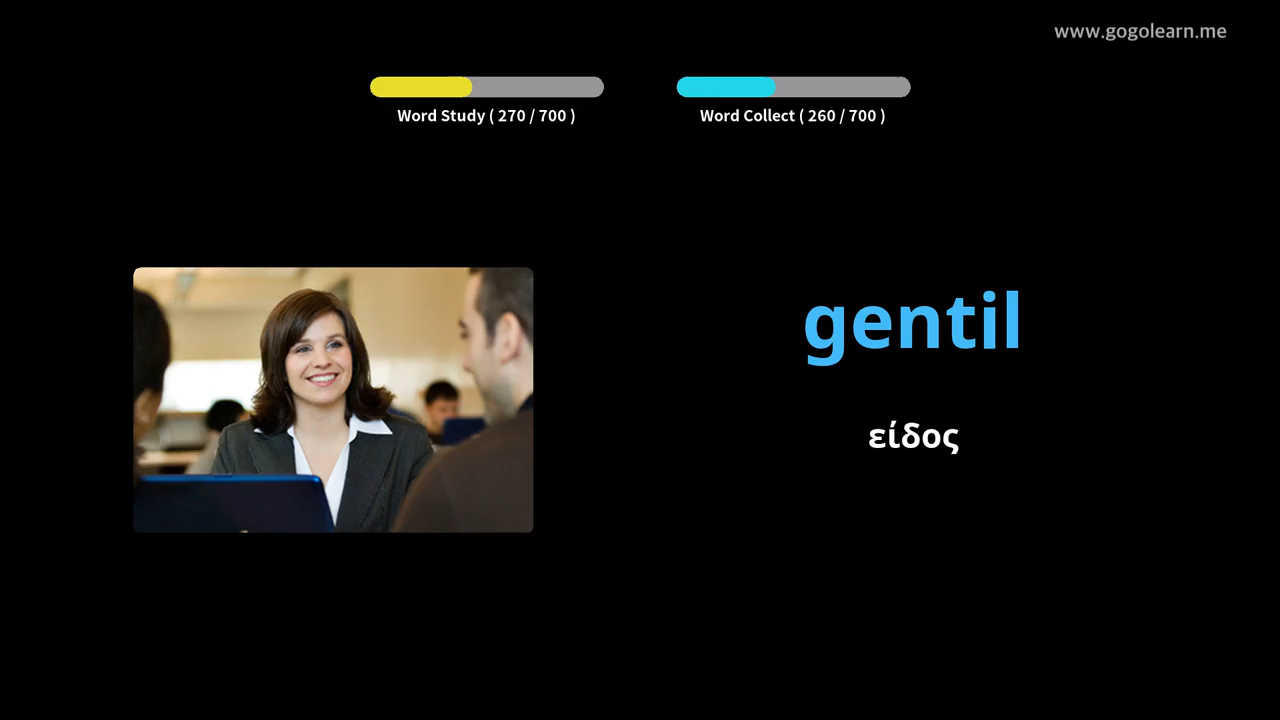 www.gogolearn.me
Word Study ( 270 / 700 )
Word Collect ( 260 / 700 )
gentil
είδος